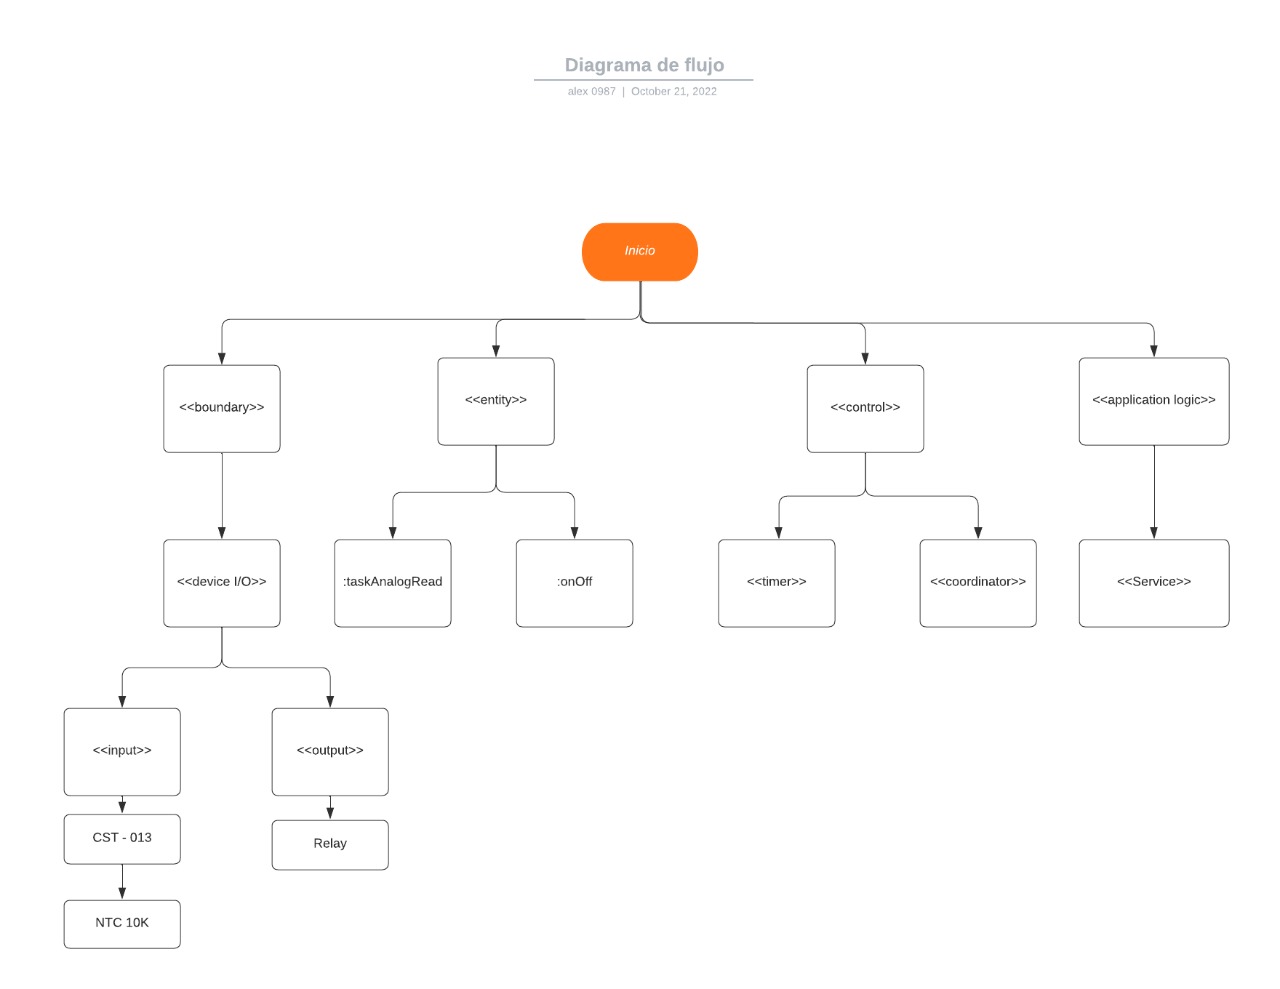 Diagrama de flujo
alex 0987 | October 21, 2022
Inicio
<<boundary>>
<<entity>>
<<control>>
<<application logic>>
<<device I/O>>
:taskAnalogRead
:onOff
<<timer>>
<<coordinator>>
<<Service>>
<<input>>
<<output>>
CST - 013
Relay
NTC 10K